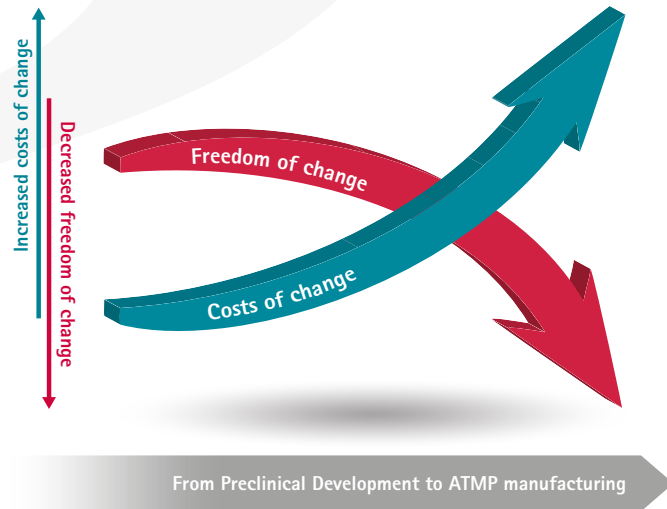 Increased costs of change
Decreased freedom of change
Freedom of change
Costs of change
From Preclinical Development to ATMP manufacturing